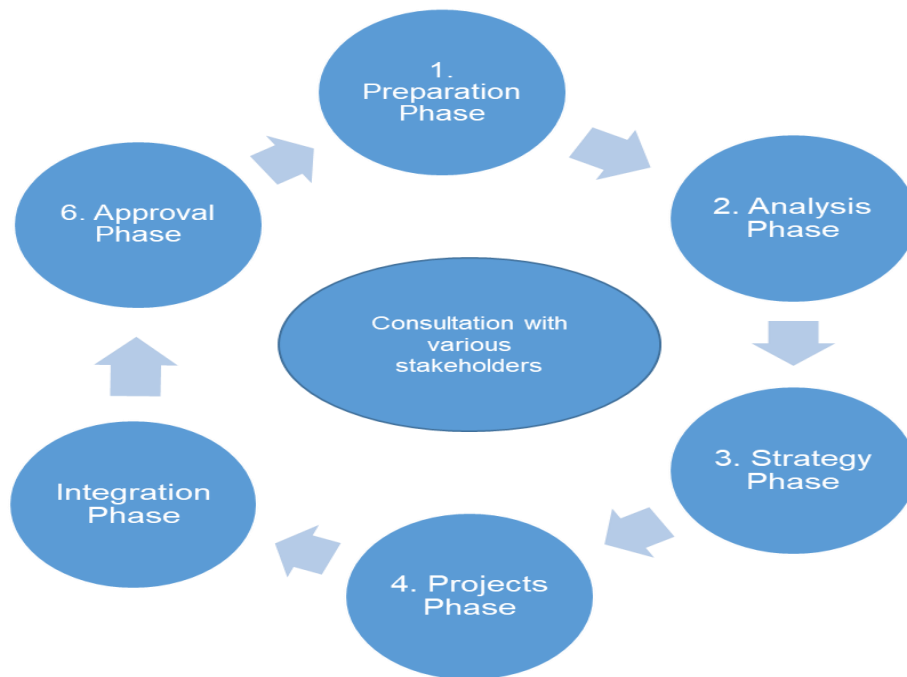 1.
Preparation
Phase
2. Analysis
Phase
3. Strategy
Phase
4. Projects
Phase
Integration
Phase
6. Approval
Phase
Consultation with
various
stakeholders